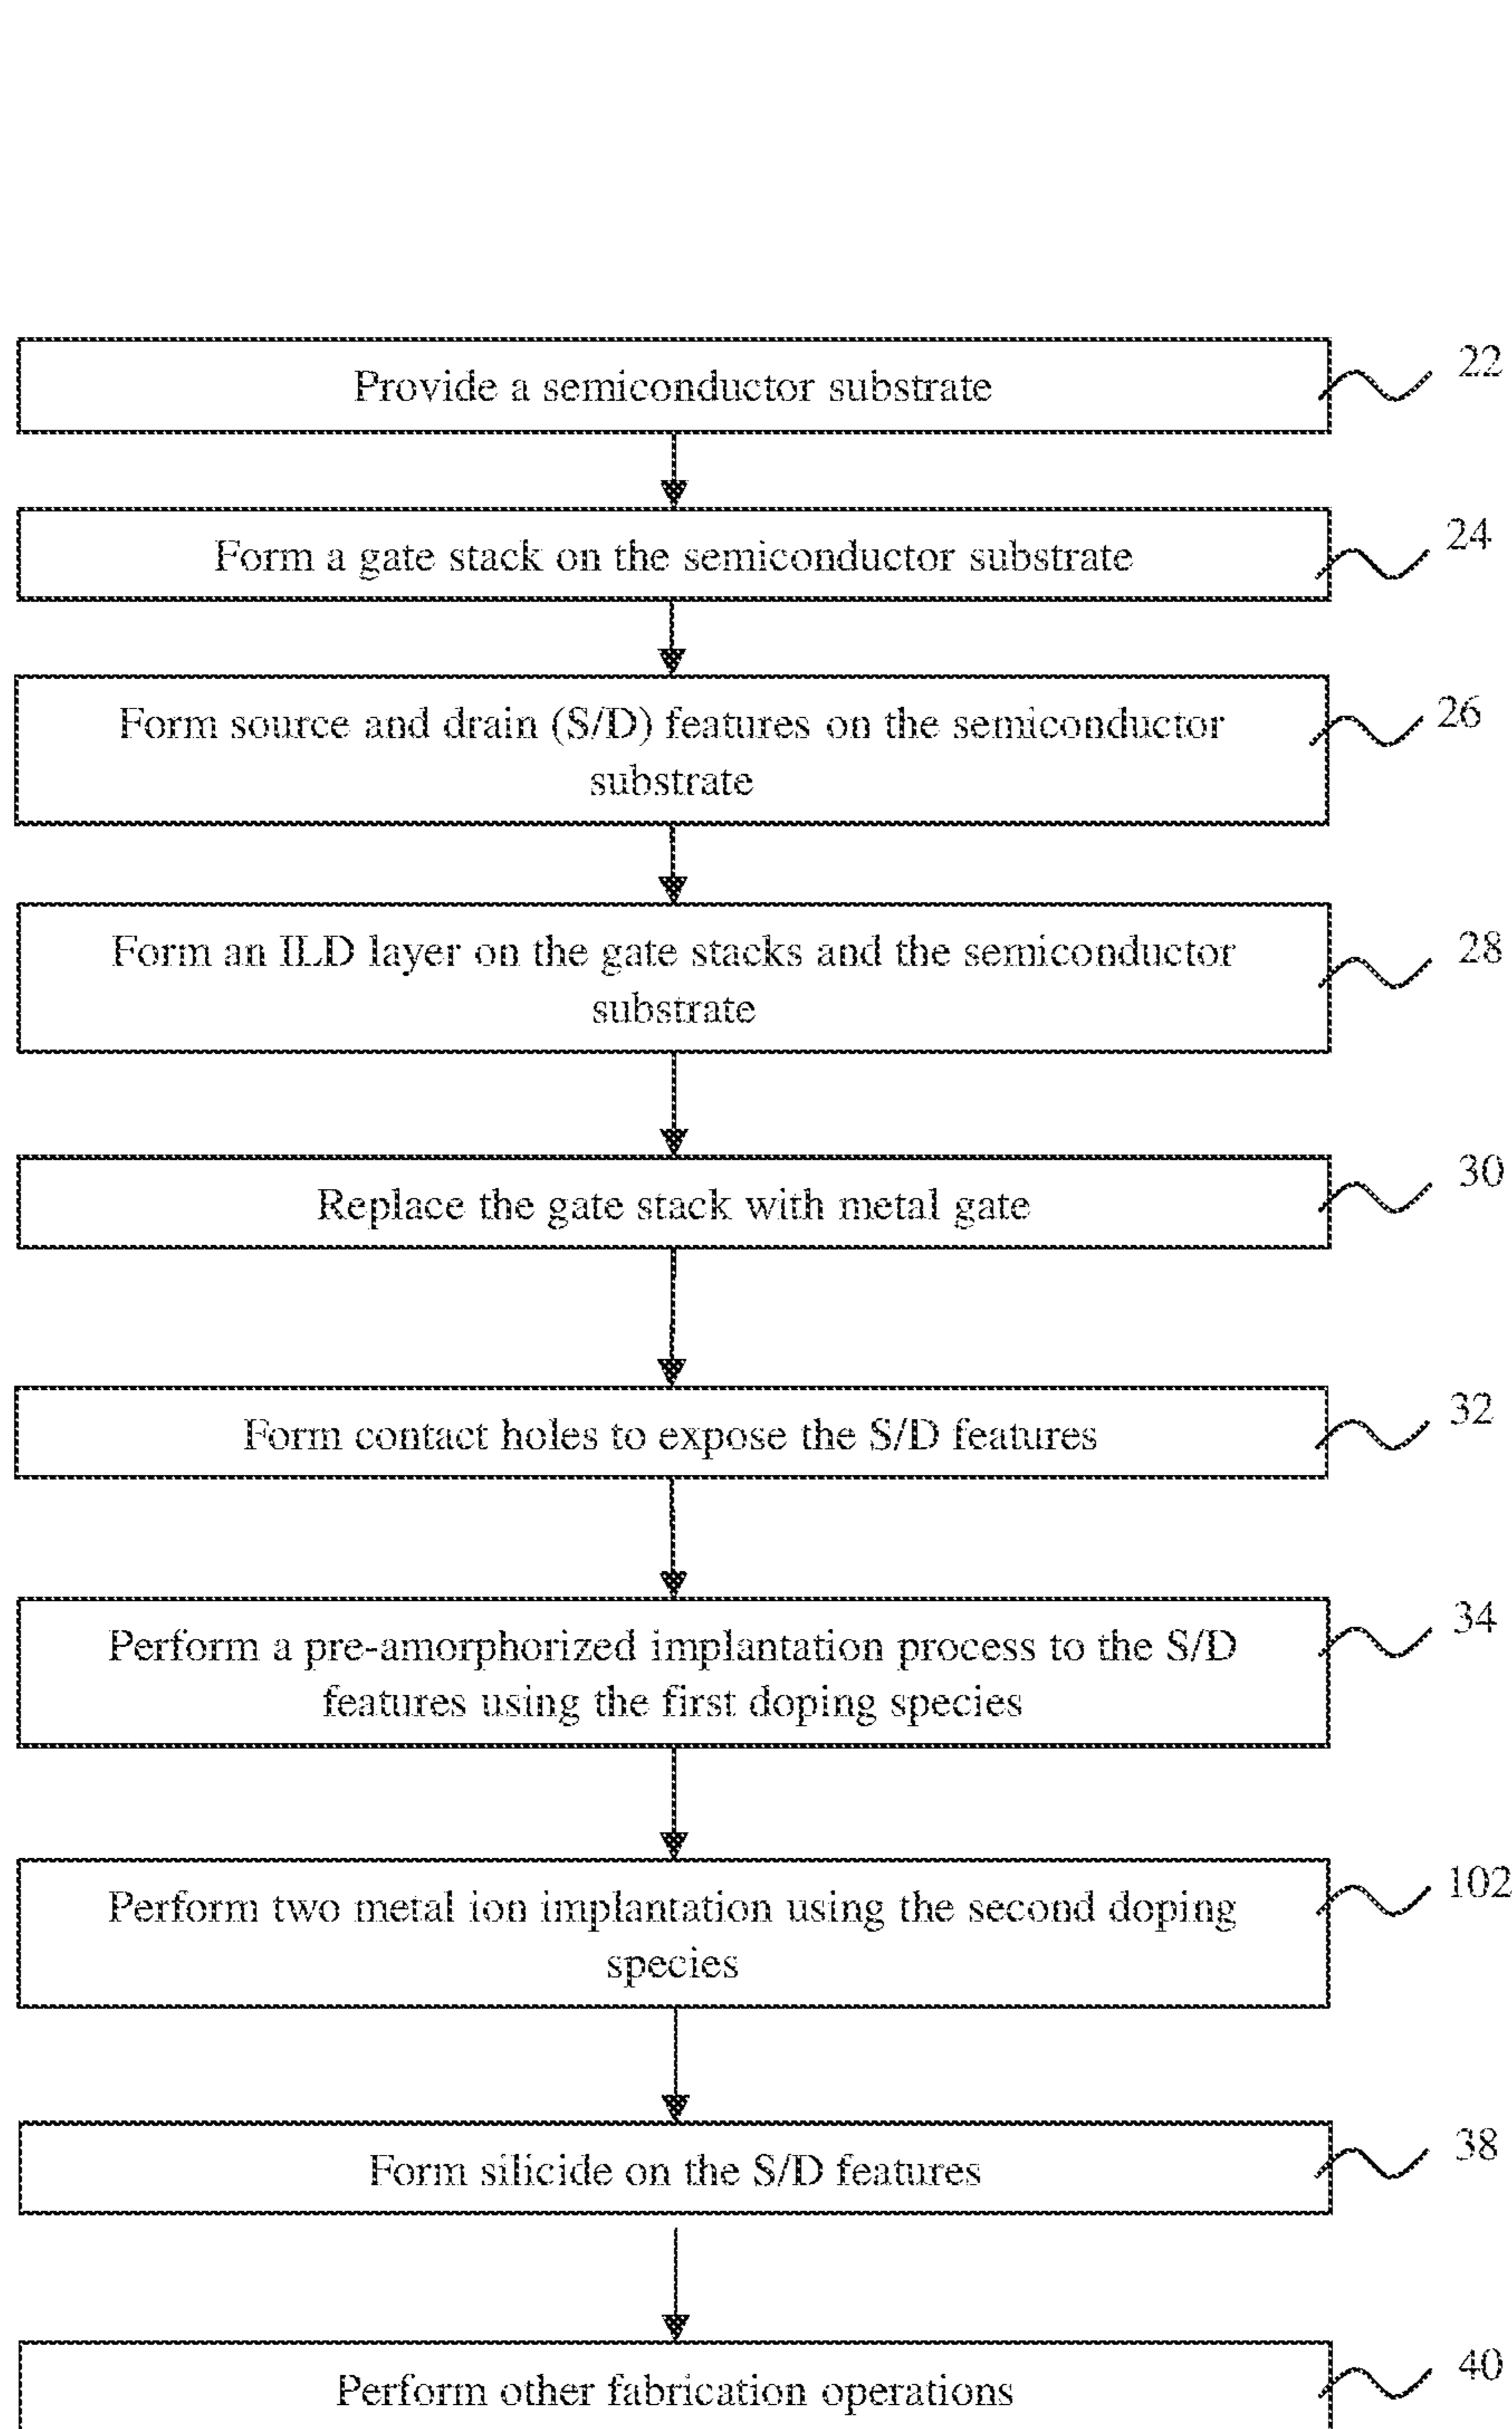 Provide a semiconductor substrate
22
Form a gate stack on the semiconductor substrate
24
Form source and drain (S/D) features on the semiconductor
substrate
26
Form an ILD layer on the gate stacks and the semiconductor
substrate
28
Replace the gate stack with metal gate
30
Form contact holes to expose the S/D features
32
Perform a pre-amorphorized implantation process to the S/D
features using the first doping species
34
Perform two metal ion implantation using the second doping
species
102
Form silicide on the S/D features
38
Perform other fabrication operations
40